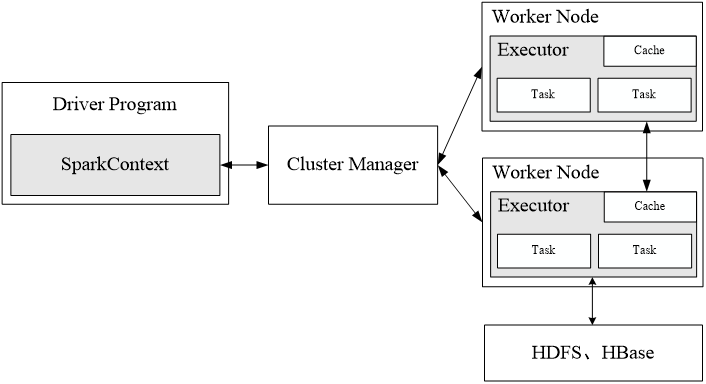 Driver Program
SparkContext
Cluster Manager
Worker Node
Executor
Cache
Task
Task
Worker Node
Executor
Cache
Task
Task
HDFS、HBase